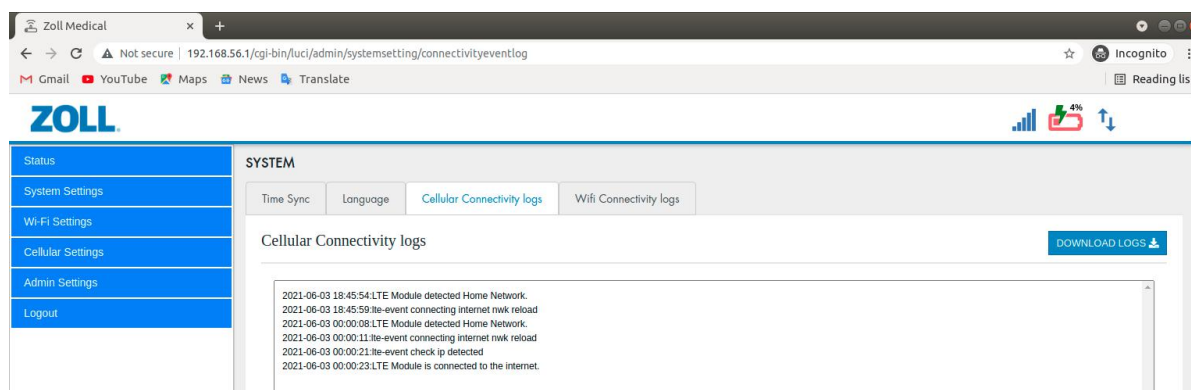 Zoll Medical
Not secure | 192.168.56.1/cgi-bin/luci/admin/systemsetting/connectivityeventlog
Incognito
Gmail YouTube Maps News Translate
Reading lis
ZOLL.
4%
Status
System Settings
Wi-Fi Settings
Cellular Settings
Admin Settings
Logout
SYSTEM
Time Sync Language Cellular Connectivity logs Wifi Connectivity logs
Cellular Connectivity logs
DOWNLOAD LOGS
2021-06-03 18:45:54:LTE Module detected Home Network.
2021-06-03 18:45:59:lte-event connecting internet nwk reload
2021-06-03 00:00:08:LTE Module detected Home Network.
2021-06-03 00:00:11:lte-event connecting internet nwk reload
2021-06-03 00:00:21:lte-event check ip detected
2021-06-03 00:00:23:LTE Module is connected to the internet.